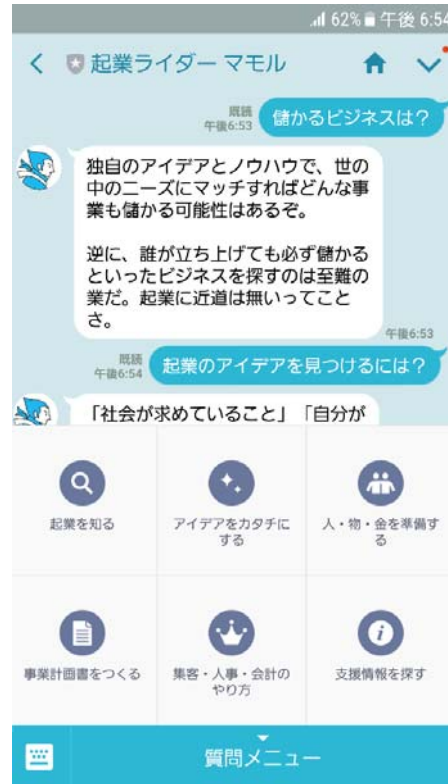 62% 午後 6:54
起業ライダー マモル
既読
午後6:53
儲かるビジネスは？
独自のアイデアとノウハウで、世の
中のニーズにマッチすればどんな事
業も儲かる可能性はあるぞ。
逆に、誰が立ち上げても必ず儲かる
といったビジネスを探すのは至難の
業だ。起業に近道は無いってこと
さ。
午後6:53
既読
午後6:54
起業のアイデアを見つけるには？
「社会が求めていること」「自分が
起業を知る
アイデアをカタチに
する
人・物・金を準備す
る
事業計画書をつくる
集客・人事・会計の
やり方
支援情報を探す
質問メニュー